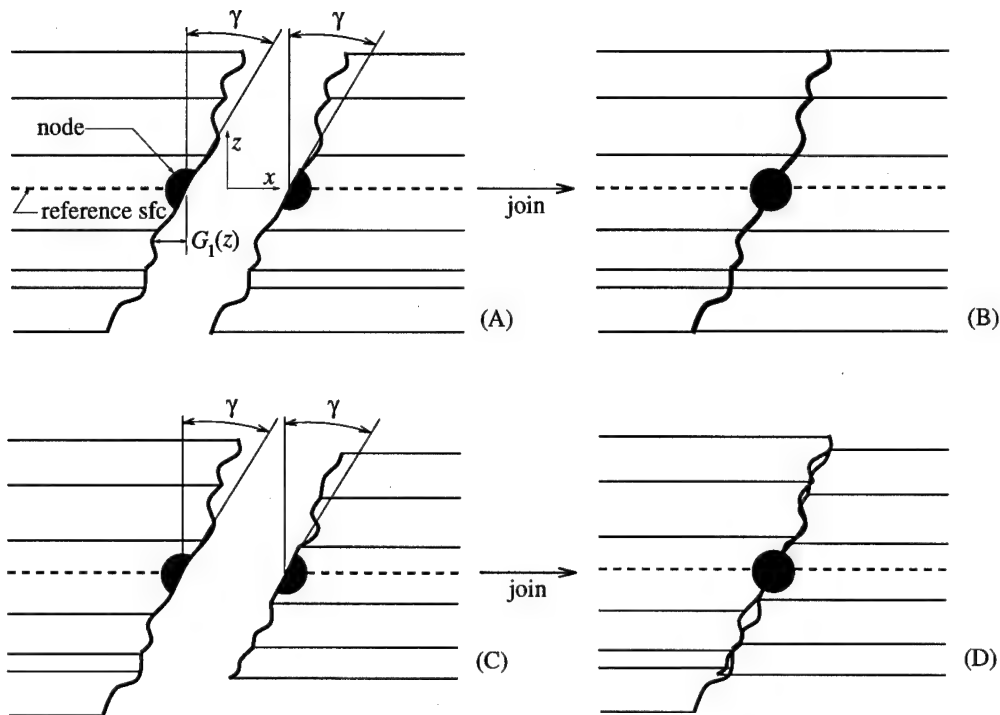 γ γ
node
z
x
reference sfc
join
G₁(z)
(A)
(B)
γ γ
join
(C)
(D)